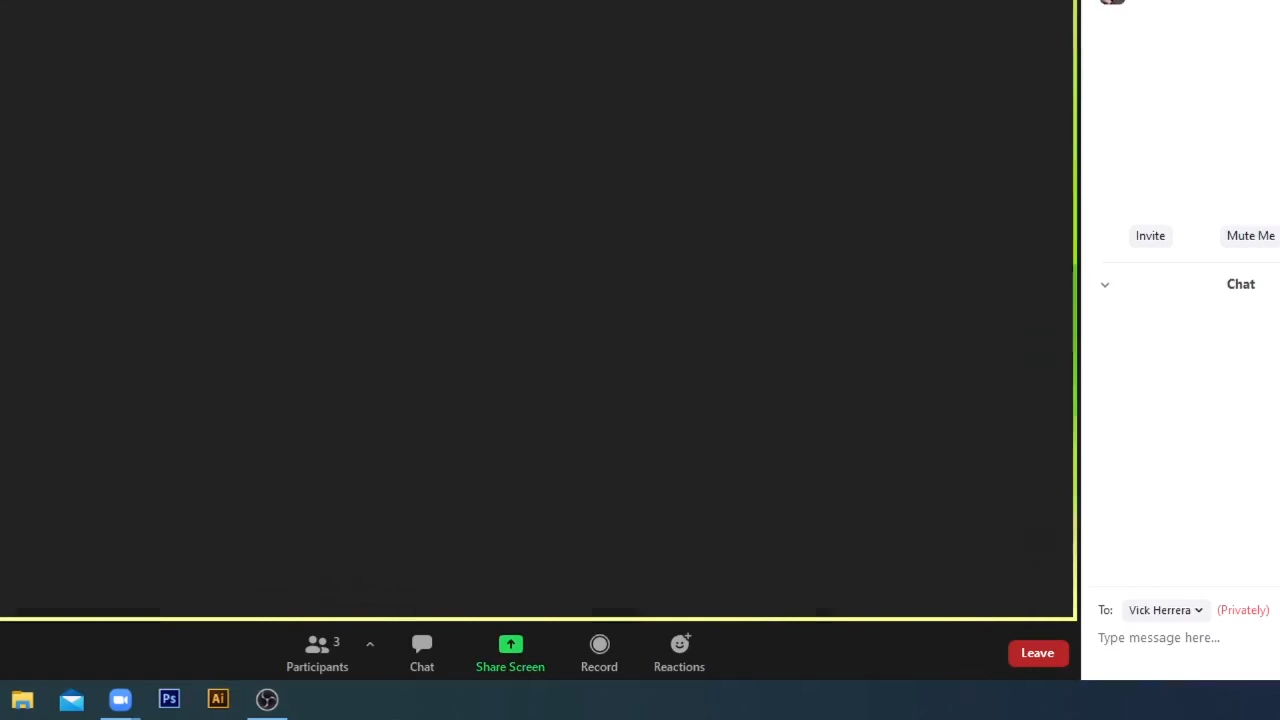 Invite
Mute Me
Chat
To: Vick Herrera (Privately)
Type message here...
3
Participants
Chat
Share Screen
Record
Reactions
Leave
Ps
Ai